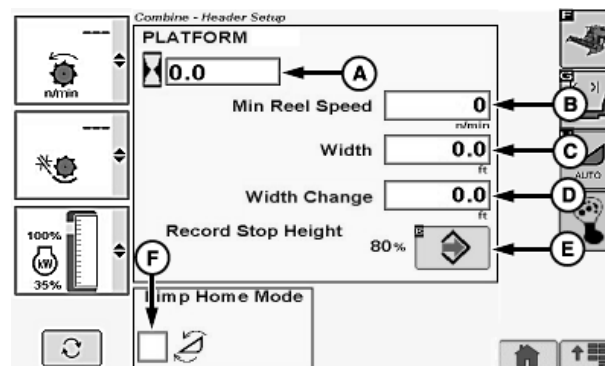 Combine - Header Setup
PLATFORM
---
n/min
0.0
A
F
Min Reel Speed
0
n/min
B
G
Width
0.0
ft
C
---
AUTO
Width Change
0.0
ft
D
Record Stop Height
80%
E
E
100%
kW
35%
F
Limp Home Mode